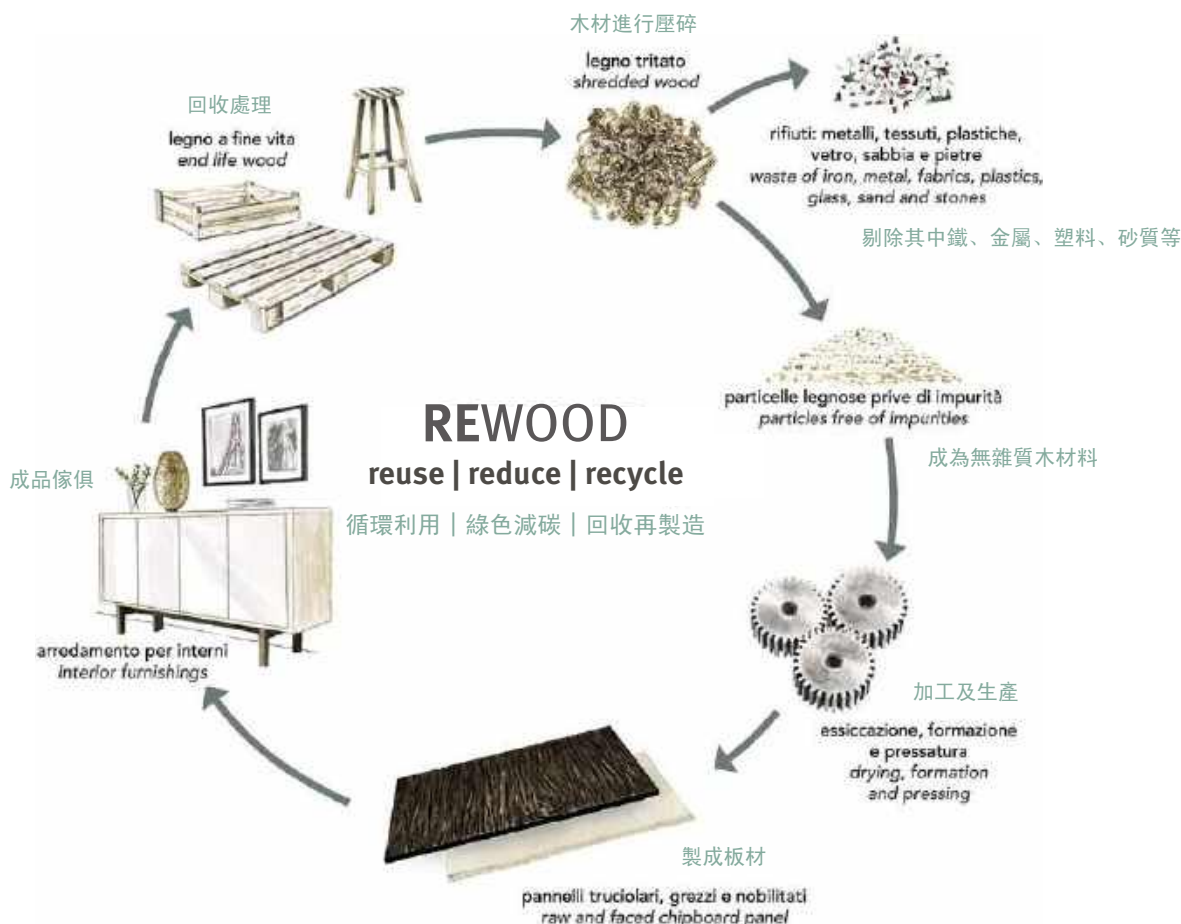 木材進行壓碎
legno tritato
shredded wood
回收處理
legno a fine vita
end life wood
rifiuti: metalli, tessuti, plastiche,
vetro, sabbia e pietre
waste of iron, metal, fabrics, plastics,
glass, sand and stones
剔除其中鐵、金屬、塑料、砂質等
particelle legnose prive di impurità
particles free of impurities
成為無雜質木材料
REWOOD
reuse | reduce | recycle
循環利用 | 綠色減碳 | 回收再製造
成品傢俱
arredamento per interni
interior furnishings
加工及生產
essiccazione, formazione
e pressatura
drying, formation
and pressing
製成板材
pannelli truciolari, grezzi e nobilitati
raw and faced chipboard panel